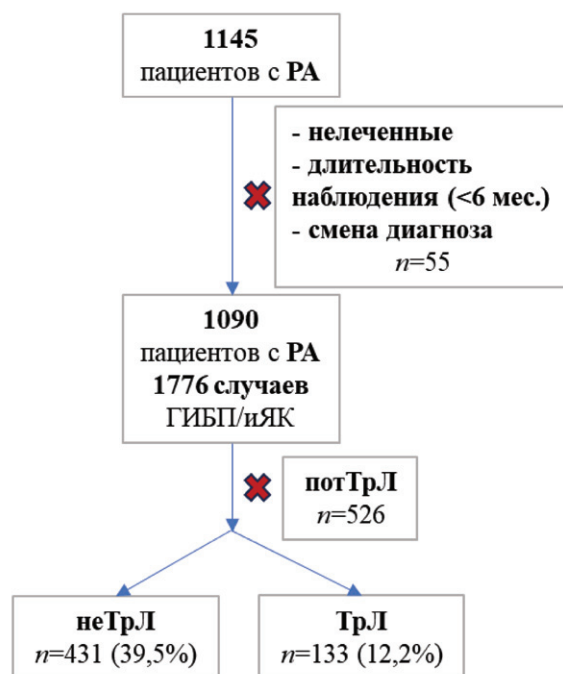 1145
пациентов с РА
- нелеченные
- длительность
наблюдения (<6 мес.)
- смена диагноза
n=55
1090
пациентов с РА
1776 случаев
ГИБП/иЯК
потТрЛ
n=526
неТрЛ
n=431 (39,5%)
ТрЛ
n=133 (12,2%)